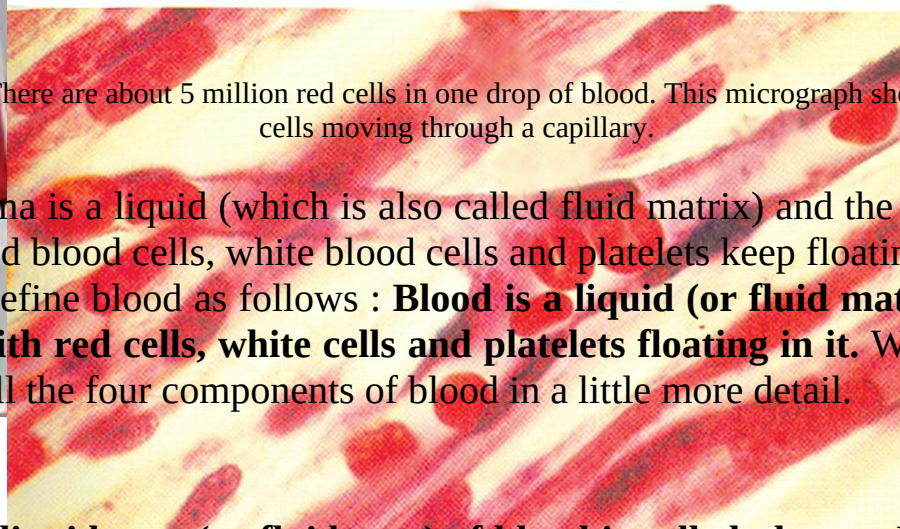 here are about 5 million red cells in one drop of blood. This micrograph sh
cells moving through a capillary.
ma is a liquid (which is also called fluid matrix) and the
d blood cells, white blood cells and platelets keep floatin
efine blood as follows : Blood is a liquid (or fluid mat
ith red cells, white cells and platelets floating in it. W
ll the four components of blood in a little more detail.